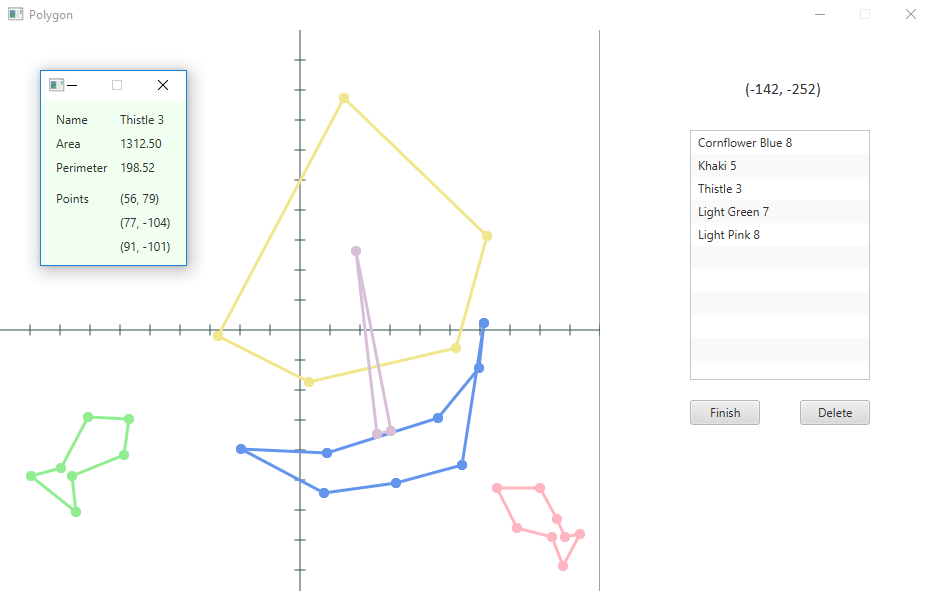 Polygon
Name Thistle 3
Area 1312.50
Perimeter 198.52
Points (56, 79)
(77, -104)
(91, -101)
(-142, -252)
Cornflower Blue 8
Khaki 5
Thistle 3
Light Green 7
Light Pink 8
Finish Delete